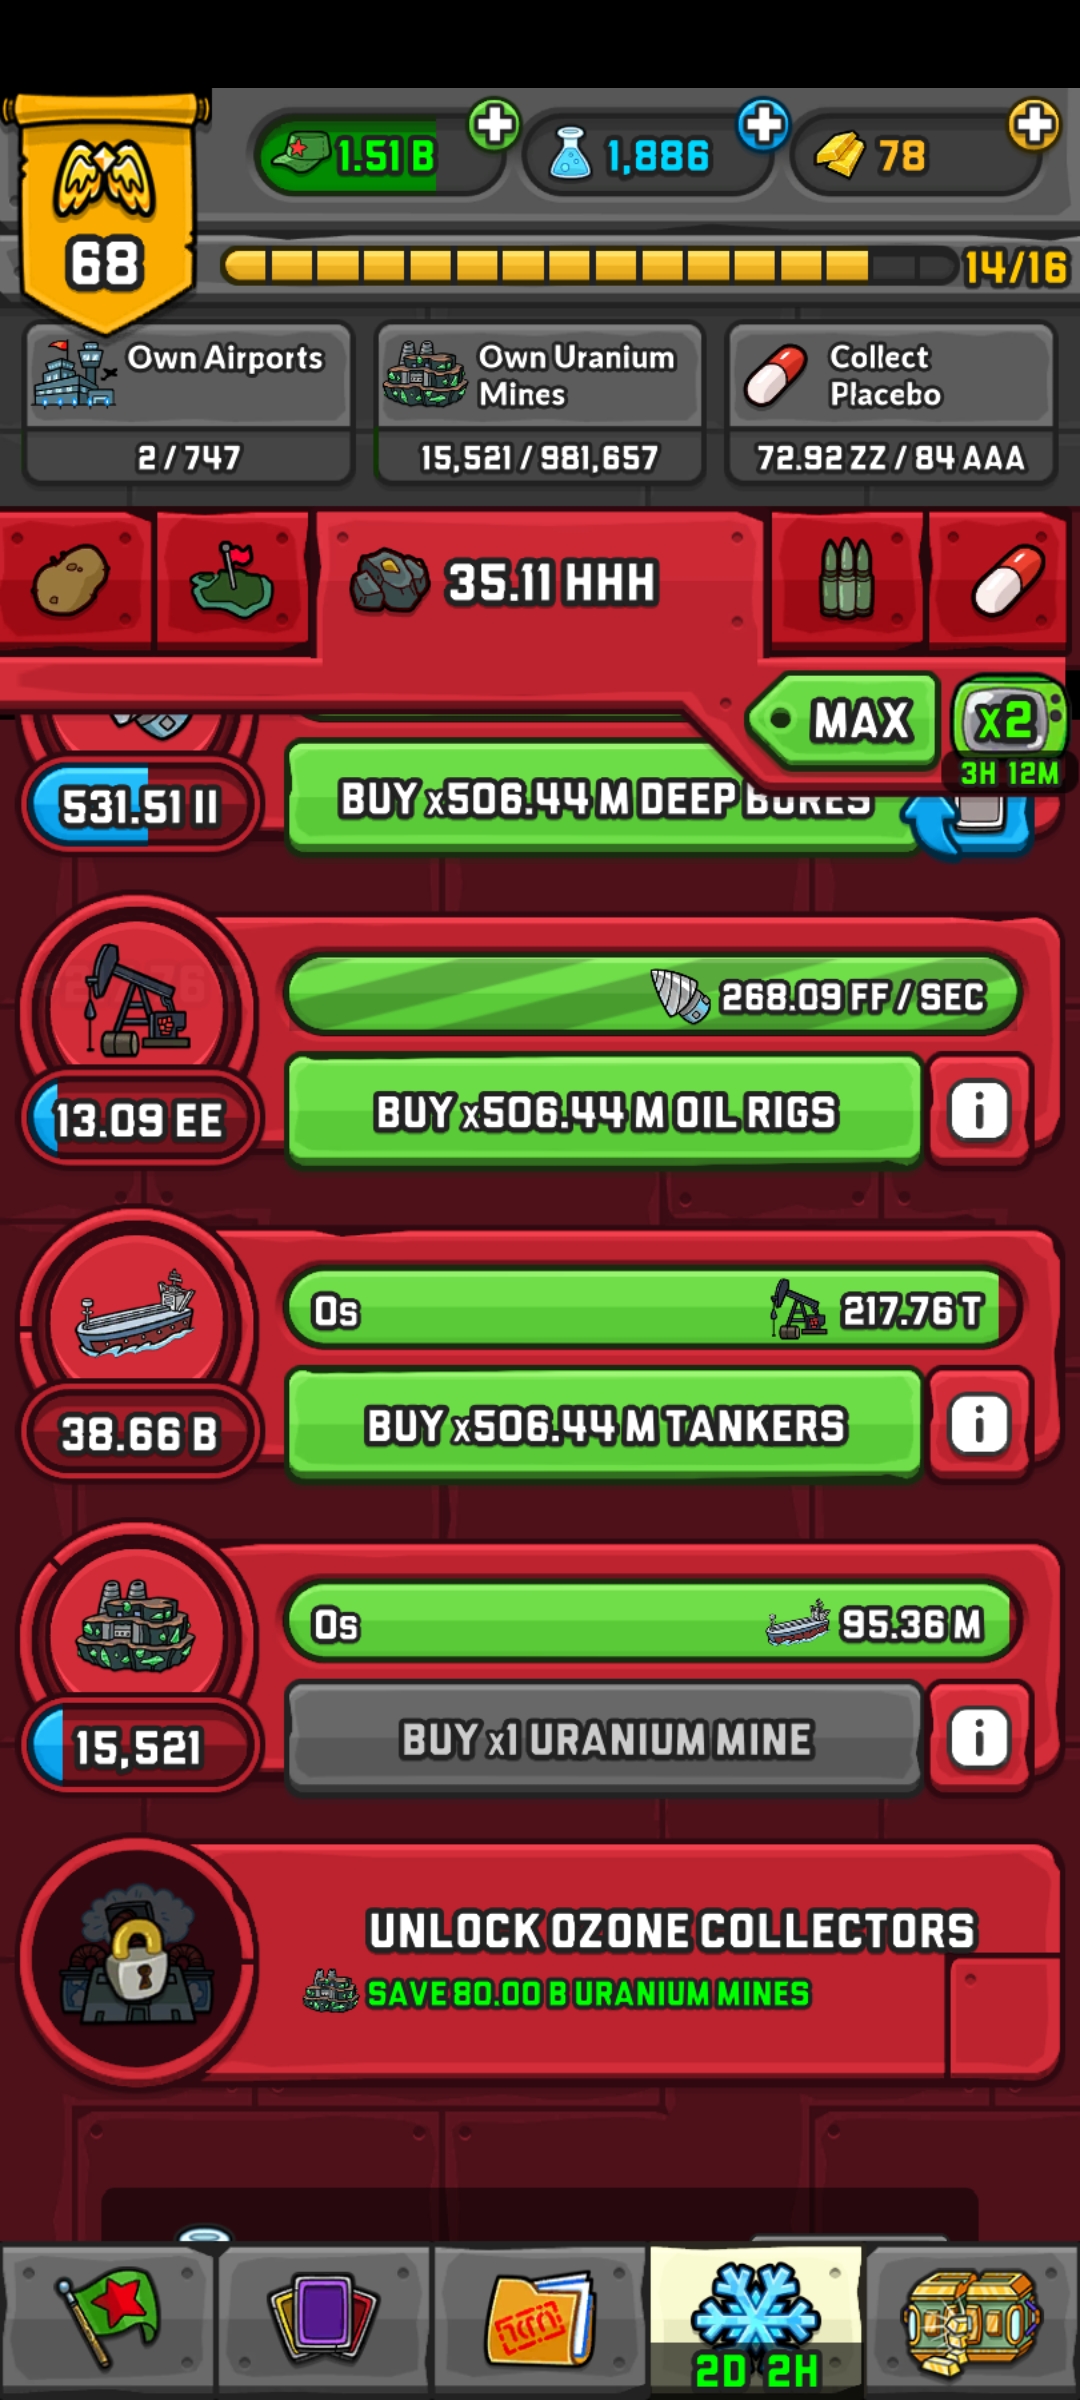 1.51 B
1,886
78
68
14/16
Own Airports
2 / 747
Own Uranium
Mines
15,521 / 981,657
Collect
Placebo
72.92 ZZ / 84 AAA
35.11 HHH
MAX
x2
3H 12M
531.51 II
BUY x506.44 M DEEP BORES
268.09 FF / SEC
13.09 EE
BUY x506.44 M OIL RIGS
i
0s
217.76 T
38.66 B
BUY x506.44 M TANKERS
i
0s
95.36 M
15,521
BUY x1 URANIUM MINE
i
UNLOCK OZONE COLLECTORS
SAVE 80.00 B URANIUM MINES
2D 2H